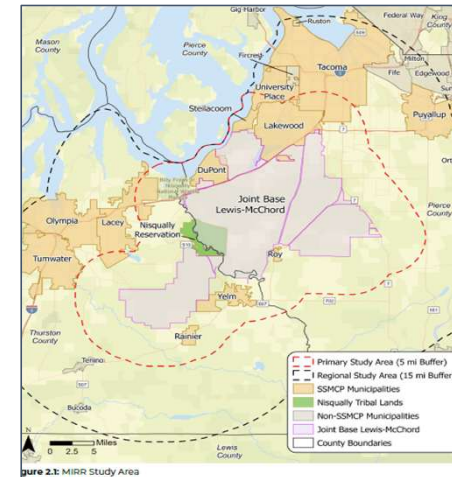 Gig Harbor
Ruston
Federal Way
King County
Mason County
Pierce County
Tacoma
Fircrest
Milton
Fife
Edgewood
University Place
Steilacoom
Puyallup
Lakewood
DuPont
Joint Base Lewis-McChord
Pierce County
Olympia
Lacey
Nisqually Reservation
Tumwater
Roy
Yelm
Thurston County
Rainier
Tenino
Bucoda
Lewis County
N
0 2.5 5 Miles
Primary Study Area (5 mi Buffer)
Regional Study Area (15 mi Buffer)
SSMCP Municipalities
Nisqually Tribal Lands
Non-SSMCP Municipalities
Joint Base Lewis-McChord
County Boundaries
gure 2.1: MIRR Study Area